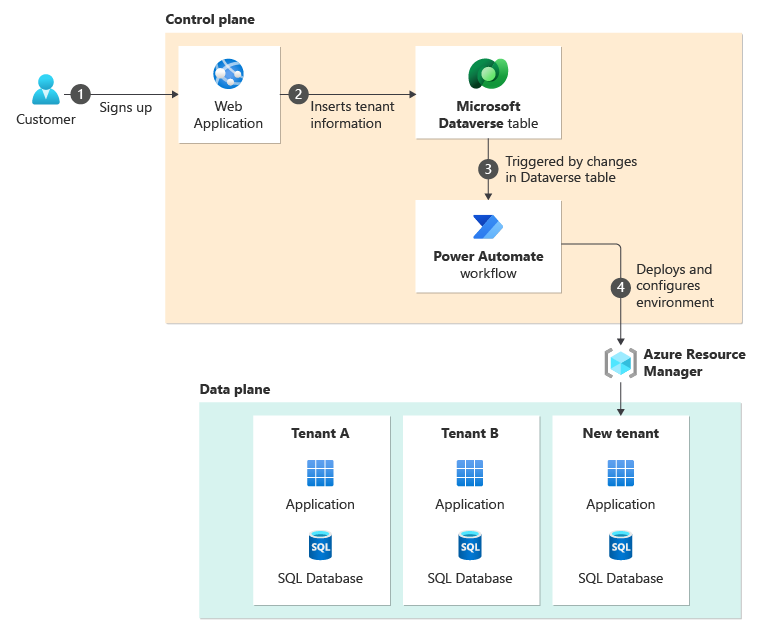 Control plane
Customer
1
Signs up
Web
Application
2
Inserts tenant
information
Microsoft
Dataverse table
3
Triggered by changes
in Dataverse table
Power Automate
workflow
4
Deploys and
configures
environment
Azure Resource
Manager
Data plane
Tenant A
Application
SQL
SQL Database
Tenant B
Application
SQL
SQL Database
New tenant
Application
SQL
SQL Database